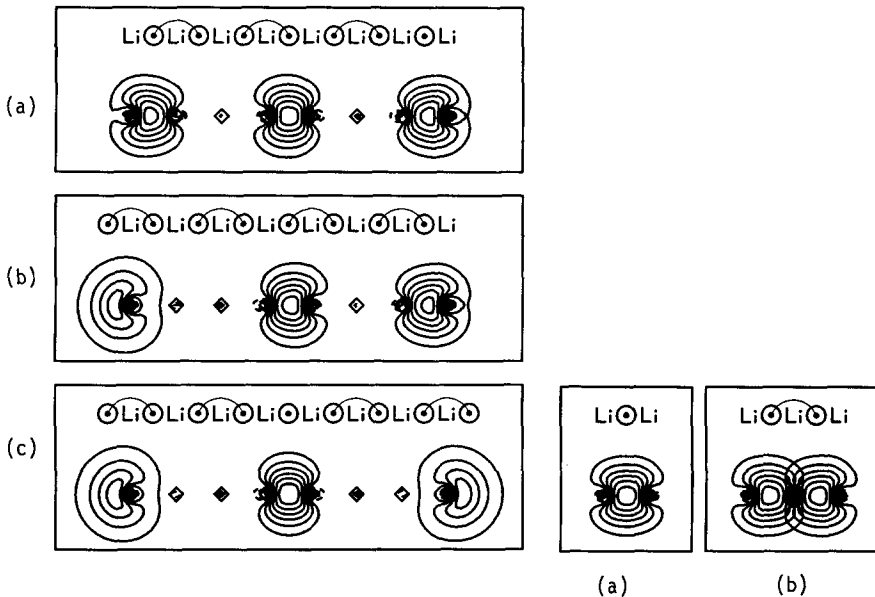 Li⊙Li⊙Li⊙Li⊙Li⊙Li⊙Li⊙Li
(a)
⊙Li⊙Li⊙Li⊙Li⊙Li⊙Li⊙Li⊙Li
(b)
⊙Li⊙Li⊙Li⊙Li⊙Li⊙Li⊙Li⊙Li⊙
(c)
Li⊙Li
(a)
Li⊙Li⊙Li
(b)